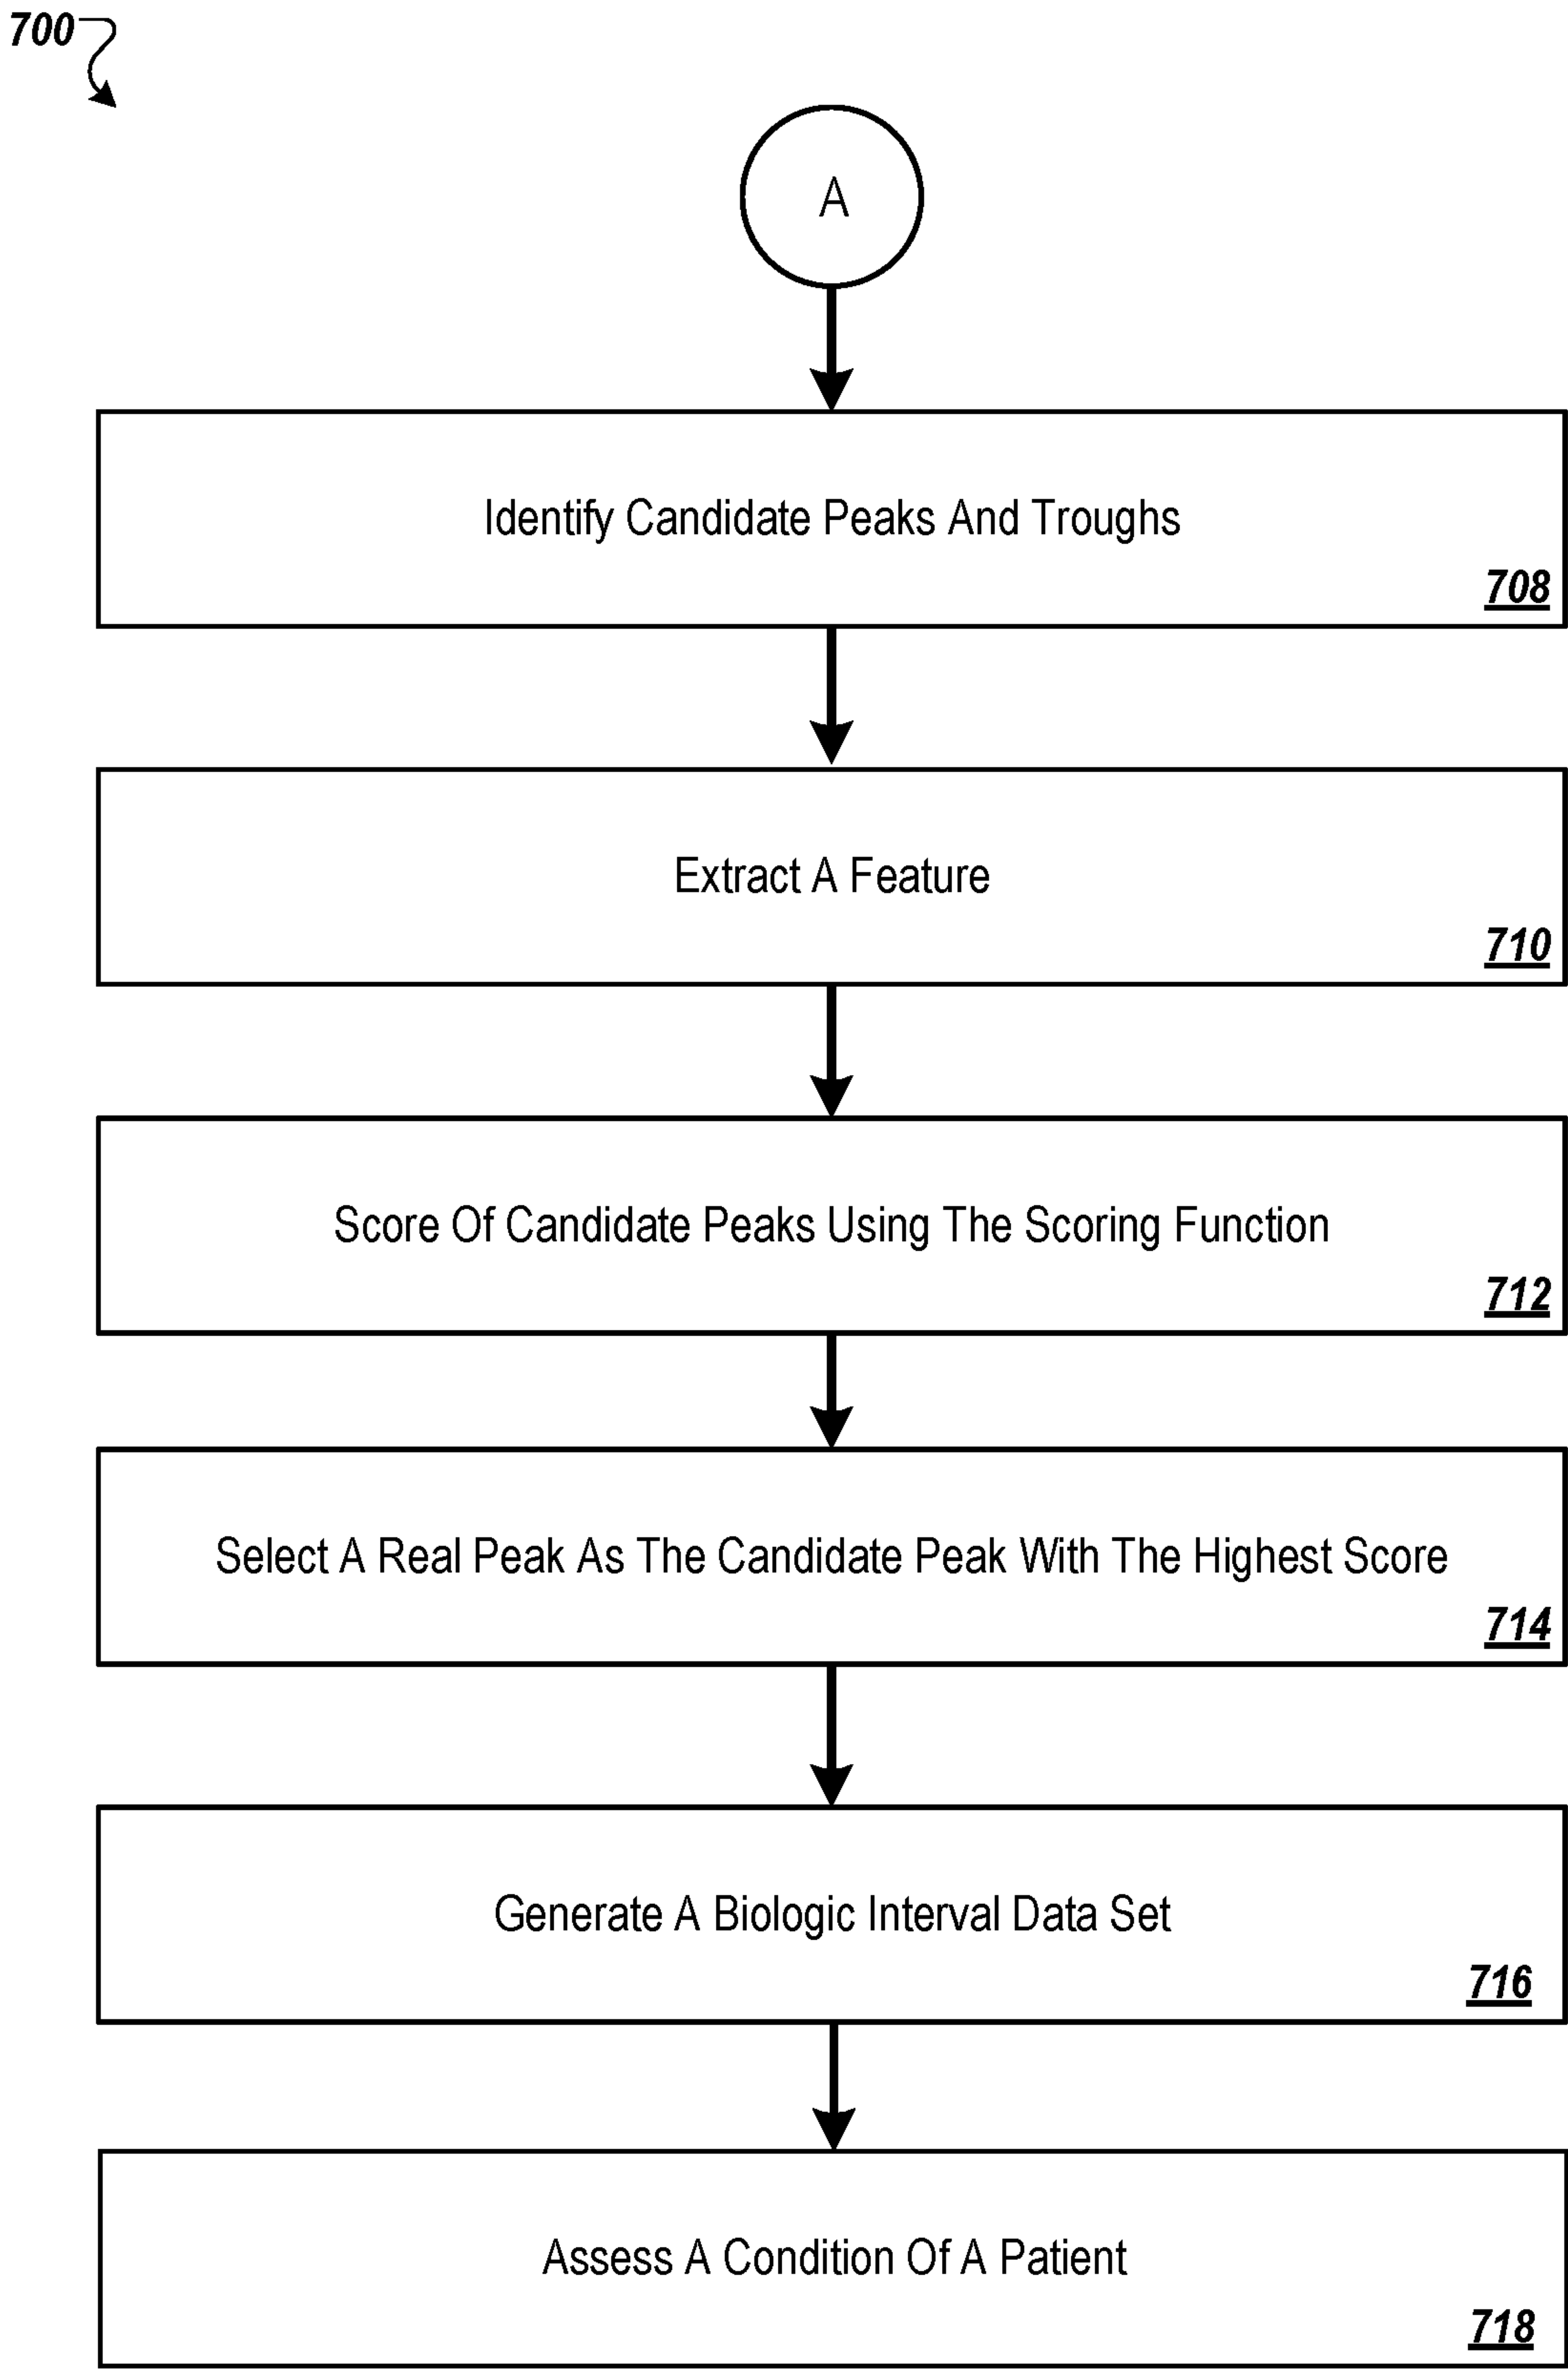 700
A
Identify Candidate Peaks And Troughs
708
Extract A Feature
710
Score Of Candidate Peaks Using The Scoring Function
712
Select A Real Peak As The Candidate Peak With The Highest Score
714
Generate A Biologic Interval Data Set
716
Assess A Condition Of A Patient
718